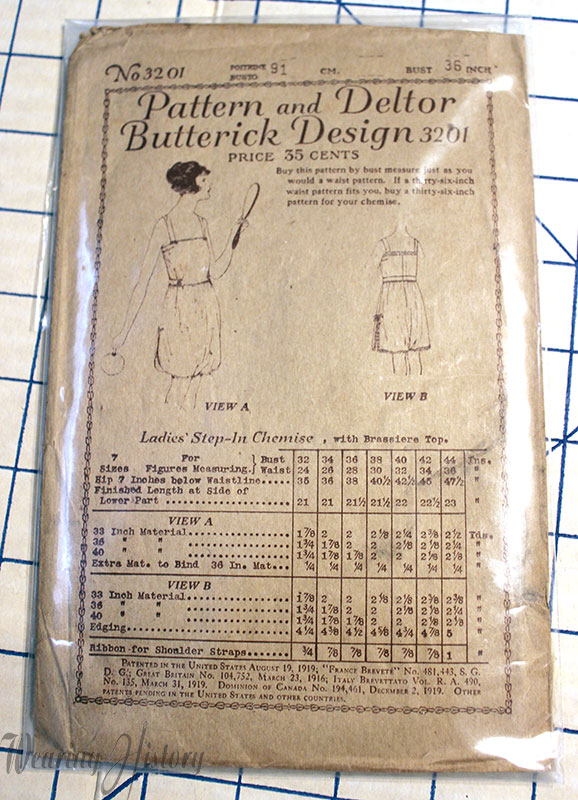 No 3201 POITRINE BUSTO 91 CM. BUST 36 INCH
Pattern and Deltor
Butterick Design 3201
PRICE 35 CENTS
Buy this pattern by bust measure just as you
would a waist pattern. If a thirty-six-inch
waist pattern fits you, buy a thirty-six-inch
pattern for your chemise.
VIEW A
VIEW B
Ladies' Step-In Chemise, with Brassiere Top.
7 For } Bust 32 34 36 38 40 42 44 Ins.
Sizes Figures Measuring. } Waist 24 26 28 30 32 34 36 "
Hip 7 Inches below Waistline..... 35 36 38 40½ 42½ 45 47½ "
Finished Length at Side of
Lower Part .................. 21 21 21½ 21½ 22 22½ 23 "
VIEW A
33 Inch Material............... 1⅞ 2 2 2⅛ 2¼ 2⅜ 2½ Yds.
36 " " ............... 1¾ 1⅞ 2 2 2⅛ 2⅛ 2¼ "
40 " " ............... 1¾ 1⅞ 1⅞ 2 2 2⅛ 2⅛ "
Extra Mat. to Bind 36 In. Mat... ¼ ¼ ¼ ¼ ¼ ¼ ¼ "
VIEW B
33 Inch Material............... 1⅞ 2 2 2⅛ 2⅛ 2⅜ 2⅜ "
36 " " ............... 1¾ 1⅞ 2 2 2⅛ 2⅛ 2¼ "
40 " " ............... 1¾ 1⅞ 1⅞ 2 2 2⅛ 2⅛ "
Edging......................... 4¼ 4⅜ 4½ 4⅝ 4¾ 4⅞ 5 "
Ribbon for Shoulder Straps..... ¾ ⅞ ⅞ ⅞ ⅞ ⅞ 1 "
PATENTED IN THE UNITED STATES AUGUST 19, 1919; "FRANCE BREVETÉ" NO. 481,443, S. G.
D. G.; GREAT BRITAIN NO. 104,752, MARCH 23, 1916; ITALY BREVETTATO VOL. R. A. 490,
NO. 135, MARCH 31, 1919. DOMINION OF CANADA NO. 194,461, DECEMBER 2, 1919. OTHER
PATENTS PENDING IN THE UNITED STATES AND OTHER COUNTRIES.
Wearing History